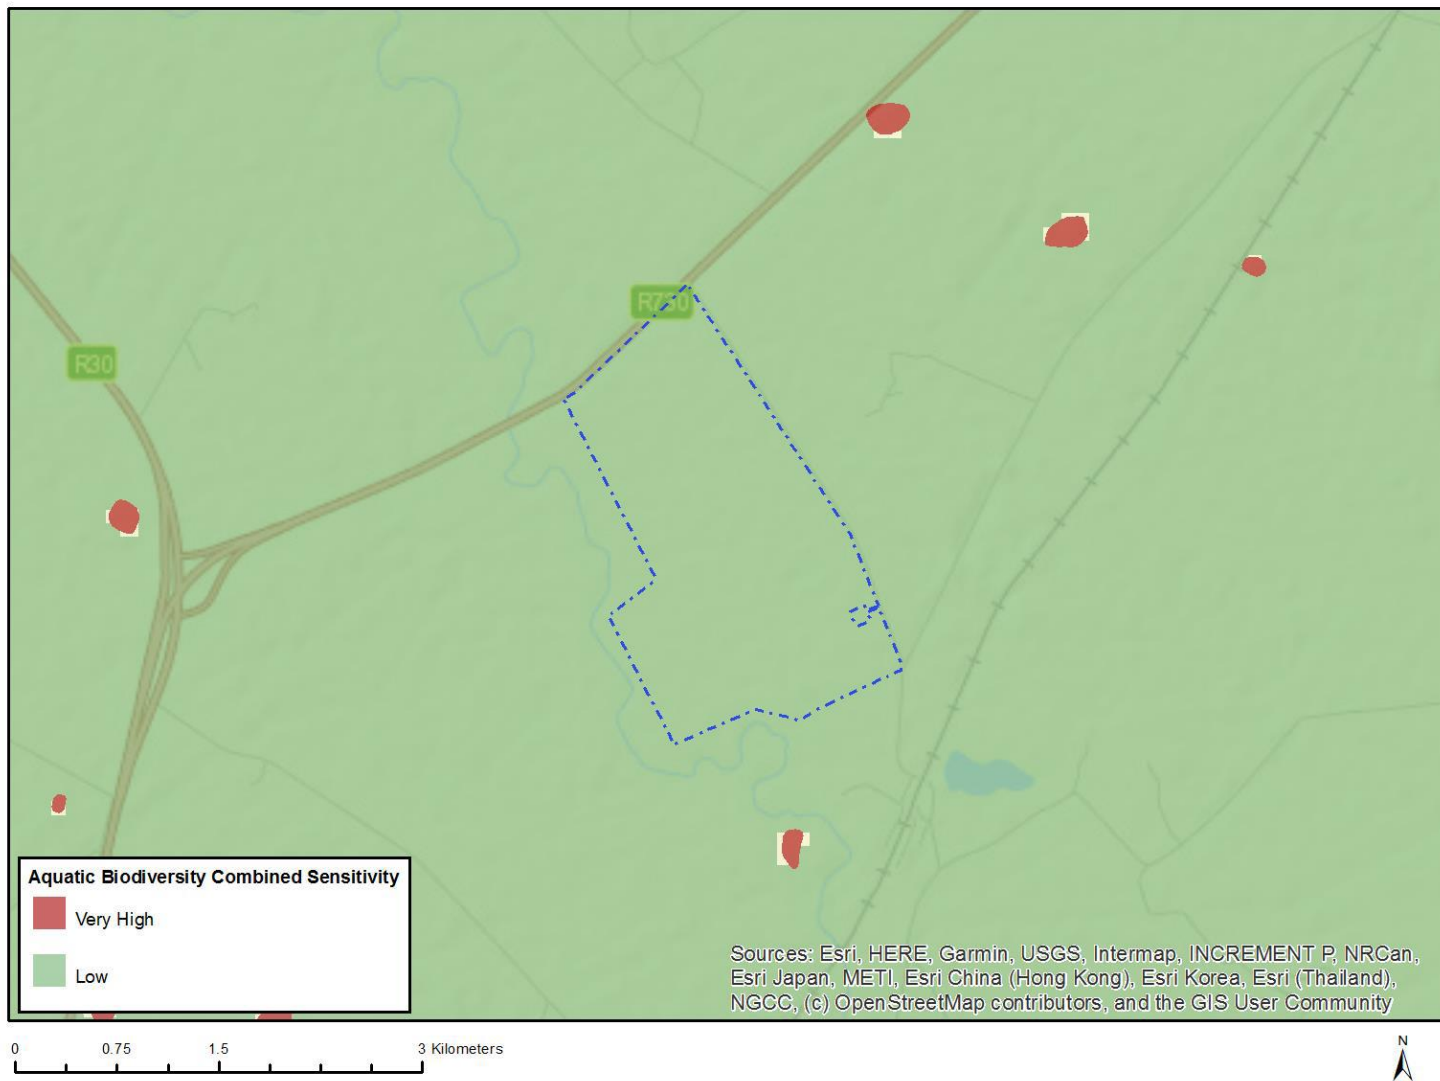 R730
R30
Aquatic Biodiversity Combined Sensitivity
Very High
Low
Sources: Esri, HERE, Garmin, USGS, Intermap, INCREMENT P, NRCan,
Esri Japan, METI, Esri China (Hong Kong), Esri Korea, Esri (Thailand),
NGCC, (c) OpenStreetMap contributors, and the GIS User Community
0 0.75 1.5 3 Kilometers
N